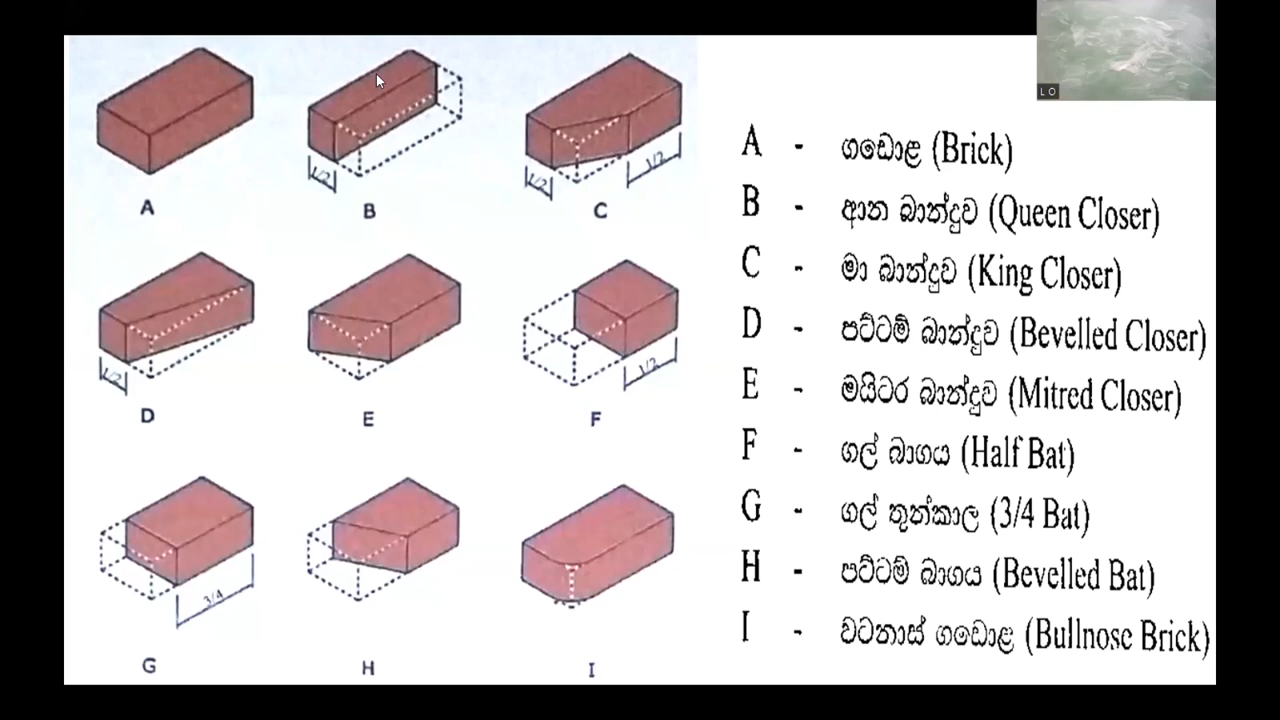 L O
1/2
1/2
1/2
A
B
C
1/2
1/2
D
E
F
3/4
G
H
I
A - ගඩොළ (Brick)
B - ආන බාන්දුව (Queen Closer)
C - මා බාන්දුව (King Closer)
D - පට්ටම් බාන්දුව (Bevelled Closer)
E - මයිටර බාන්දුව (Mitred Closer)
F - ගල් බාගය (Half Bat)
G - ගල් තුන්කාල (3/4 Bat)
H - පට්ටම් බාගය (Bevelled Bat)
I - වටනාස් ගඩොළ (Bullnose Brick)